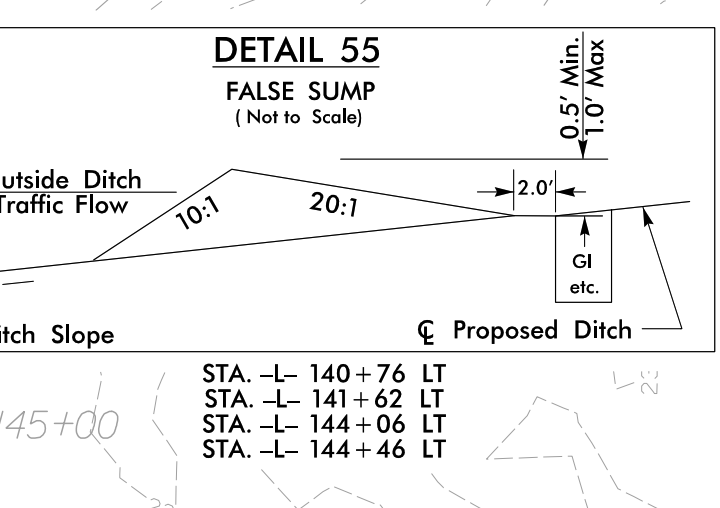 DETAIL 55
FALSE SUMP
( Not to Scale)
0.5' Min.
1.0' Max
utside Ditch
Traffic Flow
10:1
20:1
2.0'
GI
etc.
itch Slope
℄ Proposed Ditch
STA. –L– 140+76 LT
STA. –L– 141+62 LT
STA. –L– 144+06 LT
STA. –L– 144+46 LT
45+00